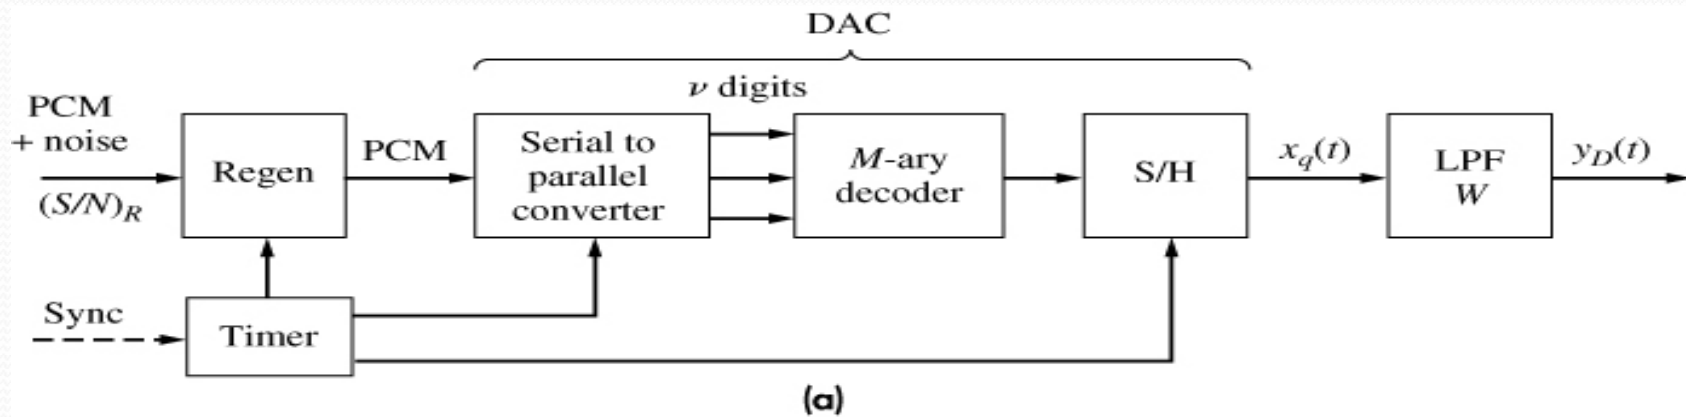 DAC
ν digits
PCM
+ noise
(S/N)R
Regen
PCM
Serial to
parallel
converter
M-ary
decoder
S/H
xq(t)
LPF
W
yD(t)
Sync
Timer
(a)